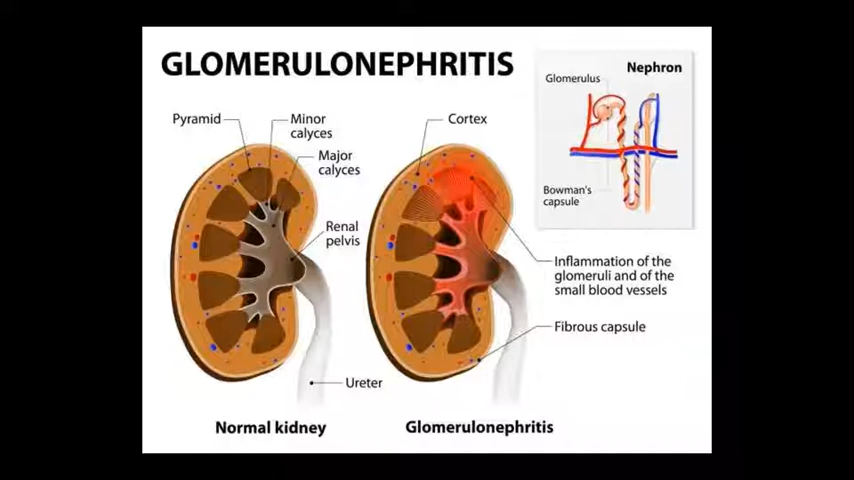 GLOMERULONEPHRITIS
Nephron
Glomerulus
Bowman's
capsule
Pyramid
Minor
calyces
Major
calyces
Renal
pelvis
Ureter
Normal kidney
Cortex
Inflammation of the
glomeruli and of the
small blood vessels
Fibrous capsule
Glomerulonephritis